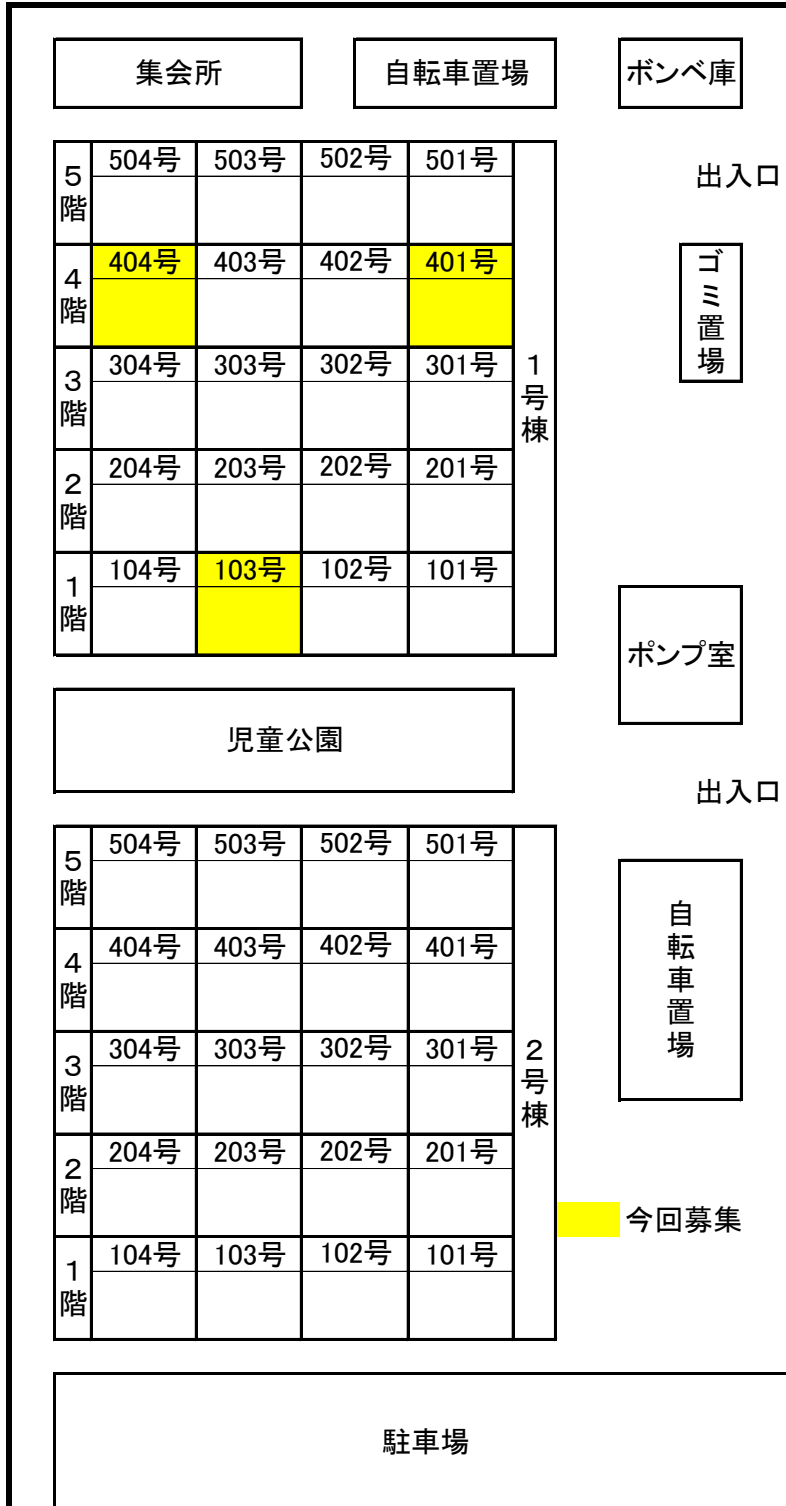 集会所 自転車置場 ボンベ庫
出入口
5階 504号 503号 502号 501号
4階 404号 403号 402号 401号
ゴミ置場
3階 304号 303号 302号 301号
1号棟
2階 204号 203号 202号 201号
1階 104号 103号 102号 101号
ポンプ室
児童公園
出入口
5階 504号 503号 502号 501号
4階 404号 403号 402号 401号
自転車置場
3階 304号 303号 302号 301号
2号棟
2階 204号 203号 202号 201号
今回募集
1階 104号 103号 102号 101号
駐車場